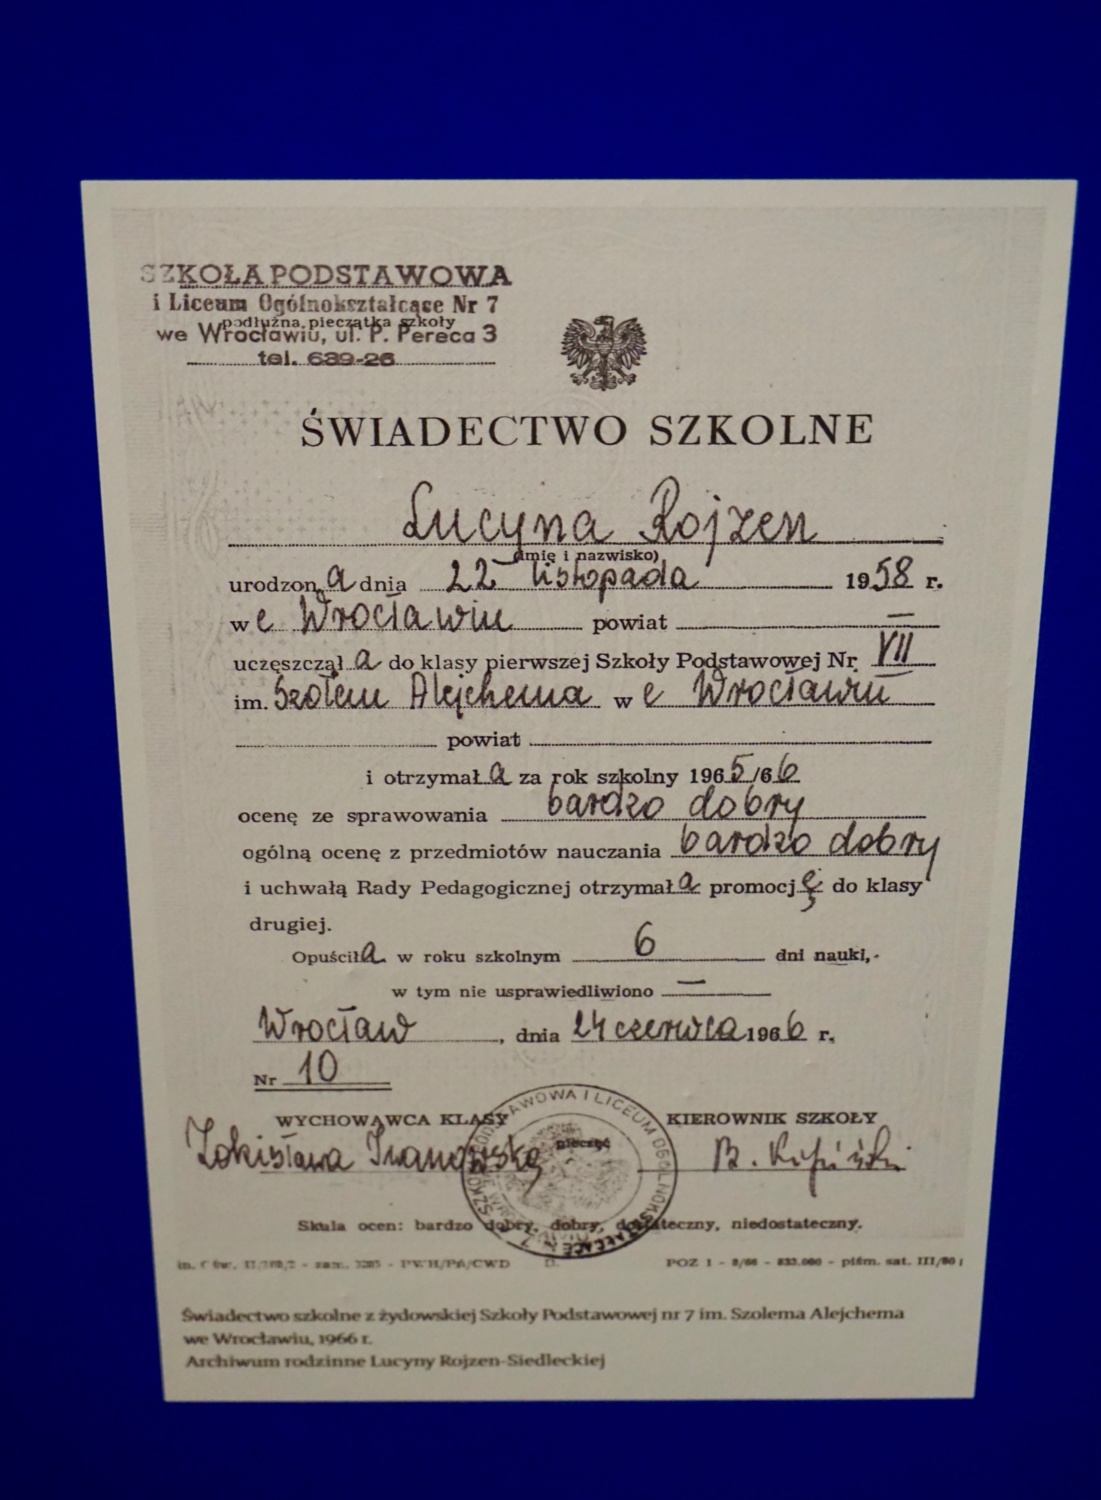 SZKOŁA PODSTAWOWA
i Liceum Ogólnokształcące Nr 7
podłużna pieczątka szkoły
we Wrocławiu, ul. P. Pereca 3
tel. 639-26
ŚWIADECTWO SZKOLNE
Lucyna Rojzen
(imię i nazwisko)
urodzona dnia 22 listopada 1958 r.
we Wrocławiu powiat —
uczęszczała do klasy pierwszej Szkoły Podstawowej Nr VII
im. Szołem Alejchema we Wrocławiu
powiat
i otrzymała za rok szkolny 1965/66
ocenę ze sprawowania bardzo dobry
ogólną ocenę z przedmiotów nauczania bardzo dobry
i uchwałą Rady Pedagogicznej otrzymała promocję do klasy
drugiej.
Opuściła w roku szkolnym 6 dni nauki,
w tym nie usprawiedliwiono —
Wrocław, dnia 24 czerwca 1966 r.
Nr 10
WYCHOWAWCA KLASY KIEROWNIK SZKOŁY
pieczęć
Skala ocen: bardzo dobry, dobry, dostateczny, niedostateczny.
POZ 1 - piśm. sat.
Świadectwo szkolne z żydowskiej Szkoły Podstawowej nr 7 im. Szolema Alejchema
we Wrocławiu, 1966 r.
Archiwum rodzinne Lucyny Rojzen-Siedleckiej